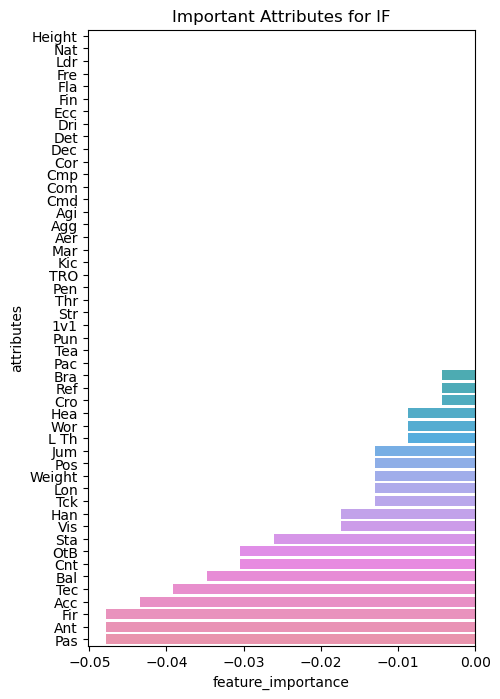 Important Attributes for IF
Height
Nat
Ldr
Fre
Fla
Fin
Ecc
Dri
Det
Dec
Cor
Cmp
Com
Cmd
Agi
Agg
Aer
Mar
Kic
TRO
Pen
Thr
Str
1v1
Pun
Tea
Pac
Bra
Ref
Cro
Hea
Wor
L Th
Jum
Pos
Weight
Lon
Tck
Han
Vis
Sta
OtB
Cnt
Bal
Tec
Acc
Fir
Ant
Pas
attributes
−0.05 −0.04 −0.03 −0.02 −0.01 0.00
feature_importance